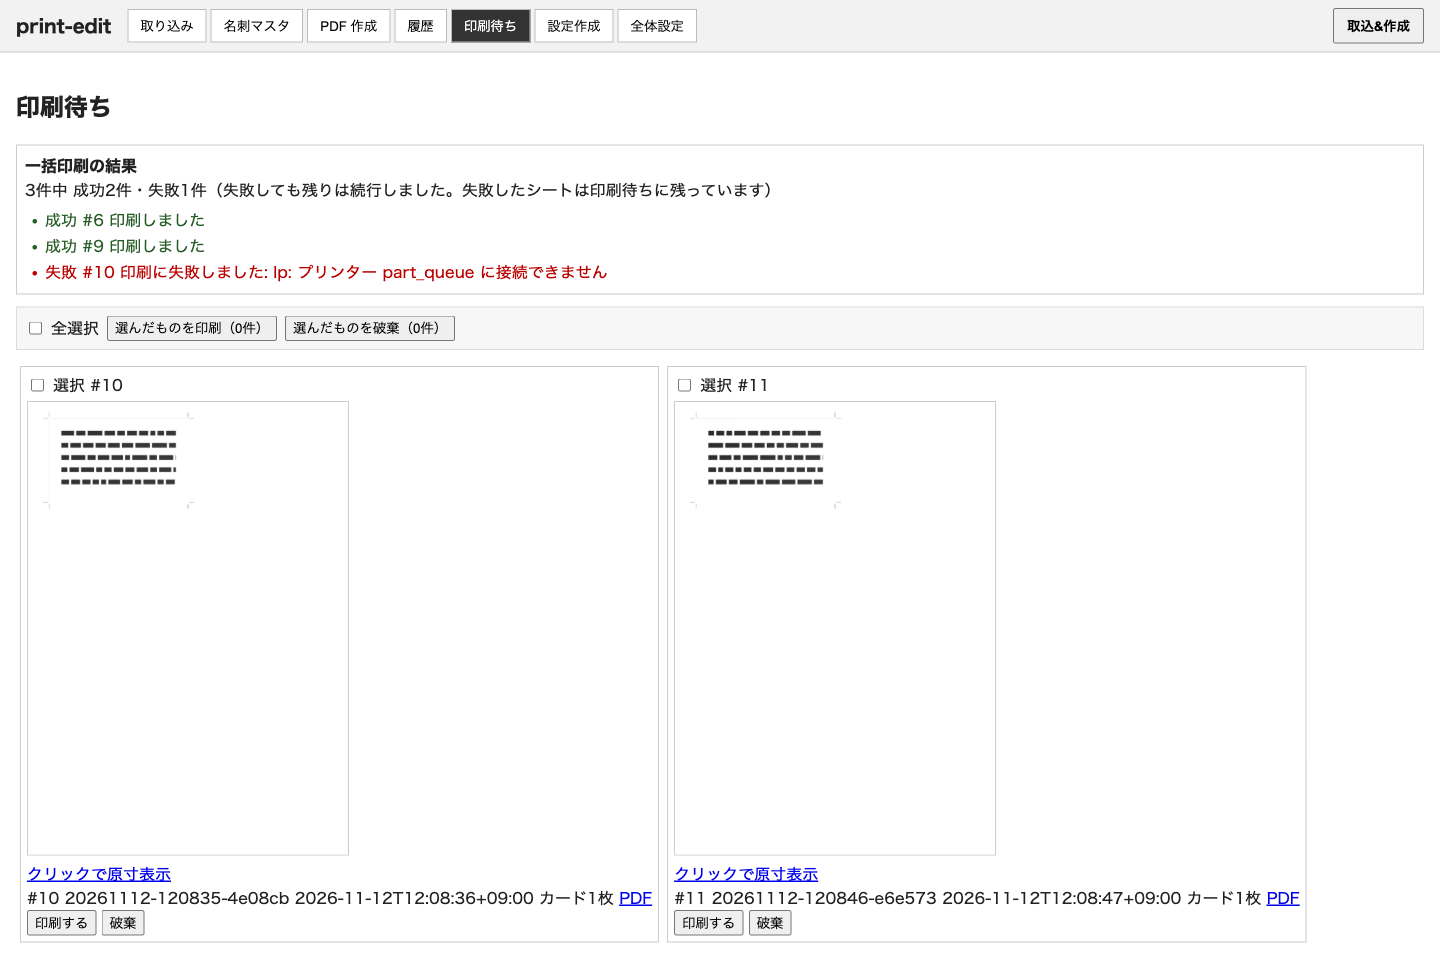 print-edit 取り込み 名刺マスタ PDF 作成 履歴 印刷待ち 設定作成 全体設定 取込&作成
印刷待ち
一括印刷の結果
3件中 成功2件・失敗1件（失敗しても残りは続行しました。失敗したシートは印刷待ちに残っています）
• 成功 #6 印刷しました
• 成功 #9 印刷しました
• 失敗 #10 印刷に失敗しました: lp: プリンター part_queue に接続できません
全選択 選んだものを印刷（0件） 選んだものを破棄（0件）
選択 #10
クリックで原寸表示
#10 20261112-120835-4e08cb 2026-11-12T12:08:36+09:00 カード1枚 PDF
印刷する 破棄
選択 #11
クリックで原寸表示
#11 20261112-120846-e6e573 2026-11-12T12:08:47+09:00 カード1枚 PDF
印刷する 破棄